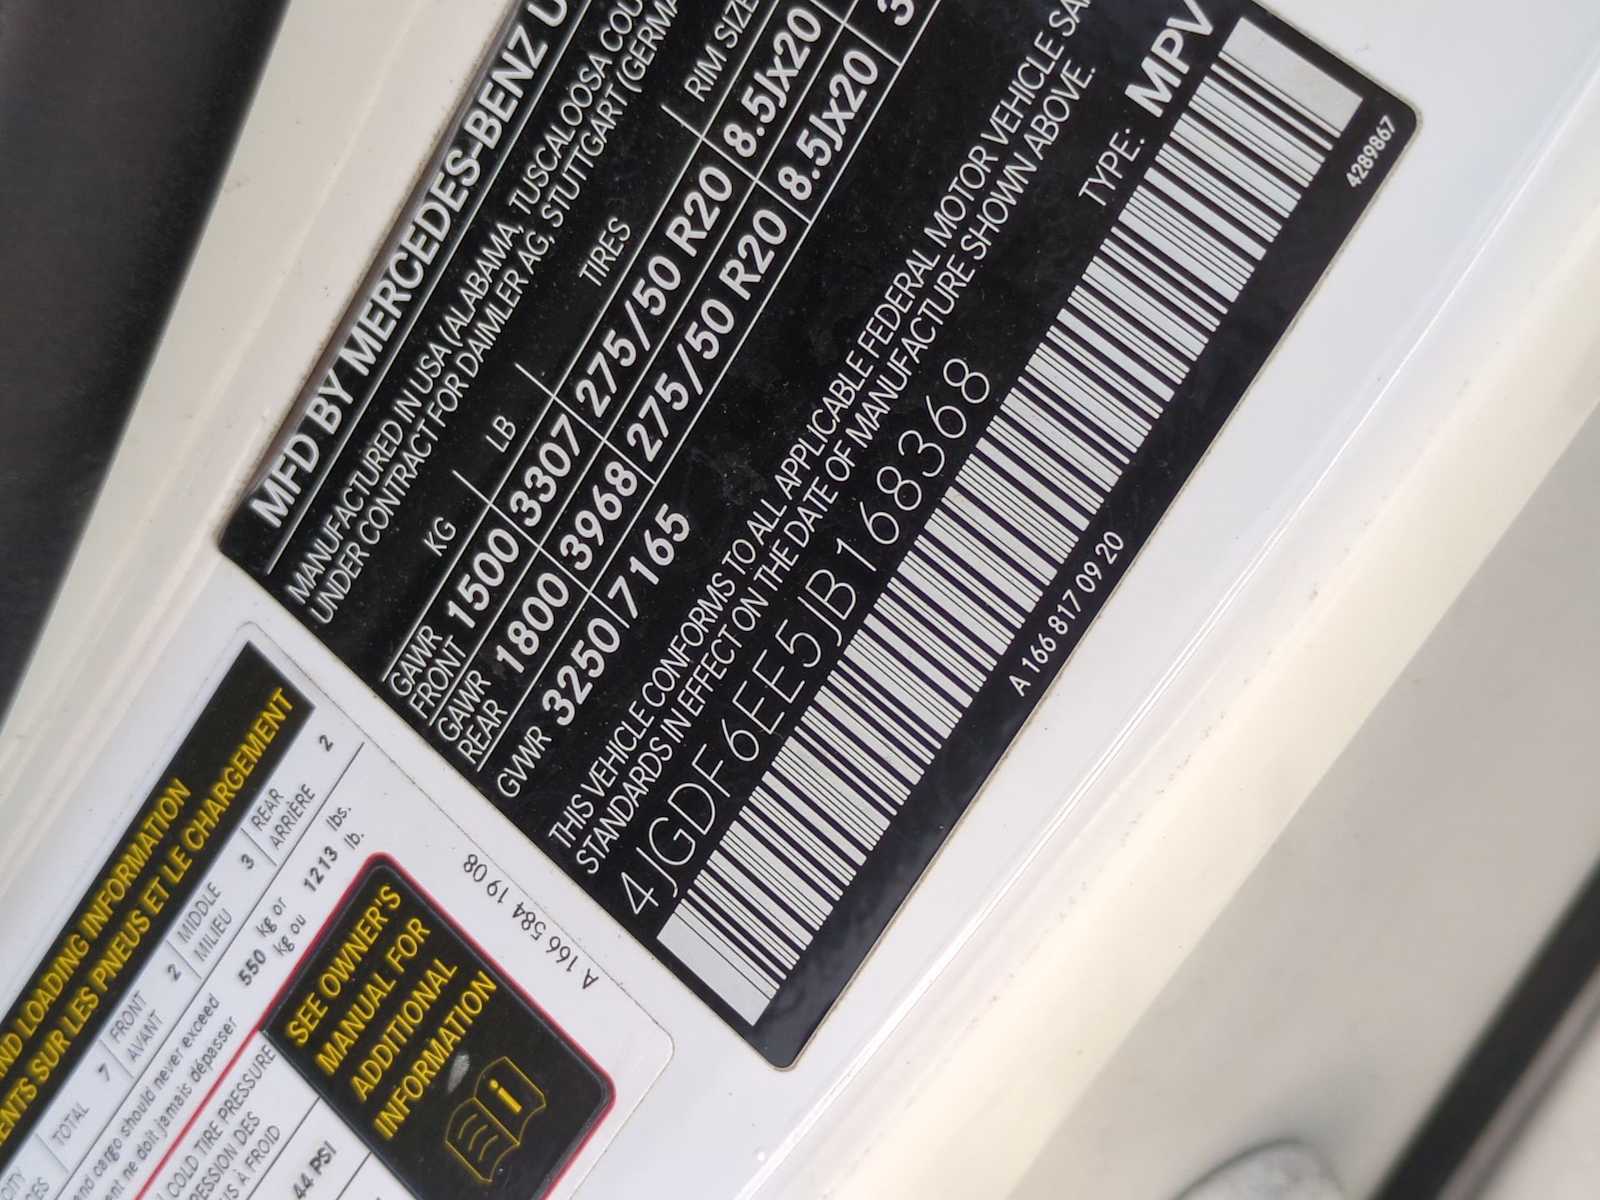 MFD BY MERCEDES-BENZ U
MANUFACTURED IN USA (ALABAMA, TUSCALOOSA COU
UNDER CONTRACT FOR DAIMLER AG, STUTTGART (GERMA
KG LB TIRES RIM SIZE
GAWR FRONT 1500 3307 275/50 R20 8.5Jx20
GAWR REAR 1800 3968 275/50 R20 8.5Jx20
GVWR 3250 7165
THIS VEHICLE CONFORMS TO ALL APPLICABLE FEDERAL MOTOR VEHICLE SA
STANDARDS IN EFFECT ON THE DATE OF MANUFACTURE SHOWN ABOVE.
4JGDF6EE5JB168368 TYPE: MPV
A 166 817 09 20
4289867
AND LOADING INFORMATION
ENTS SUR LES PNEUS ET LE CHARGEMENT
TOTAL 7 FRONT AVANT 2 MIDDLE MILIEU 3 REAR ARRIÈRE 2
and cargo should never exceed 550 kg or 1213 lbs.
ent ne doit jamais dépasser kg ou lb.
COLD TIRE PRESSURE
RESSION DES
US À FROID
44 PSI
SEE OWNER'S
MANUAL FOR
ADDITIONAL
INFORMATION
A 166 584 19 08